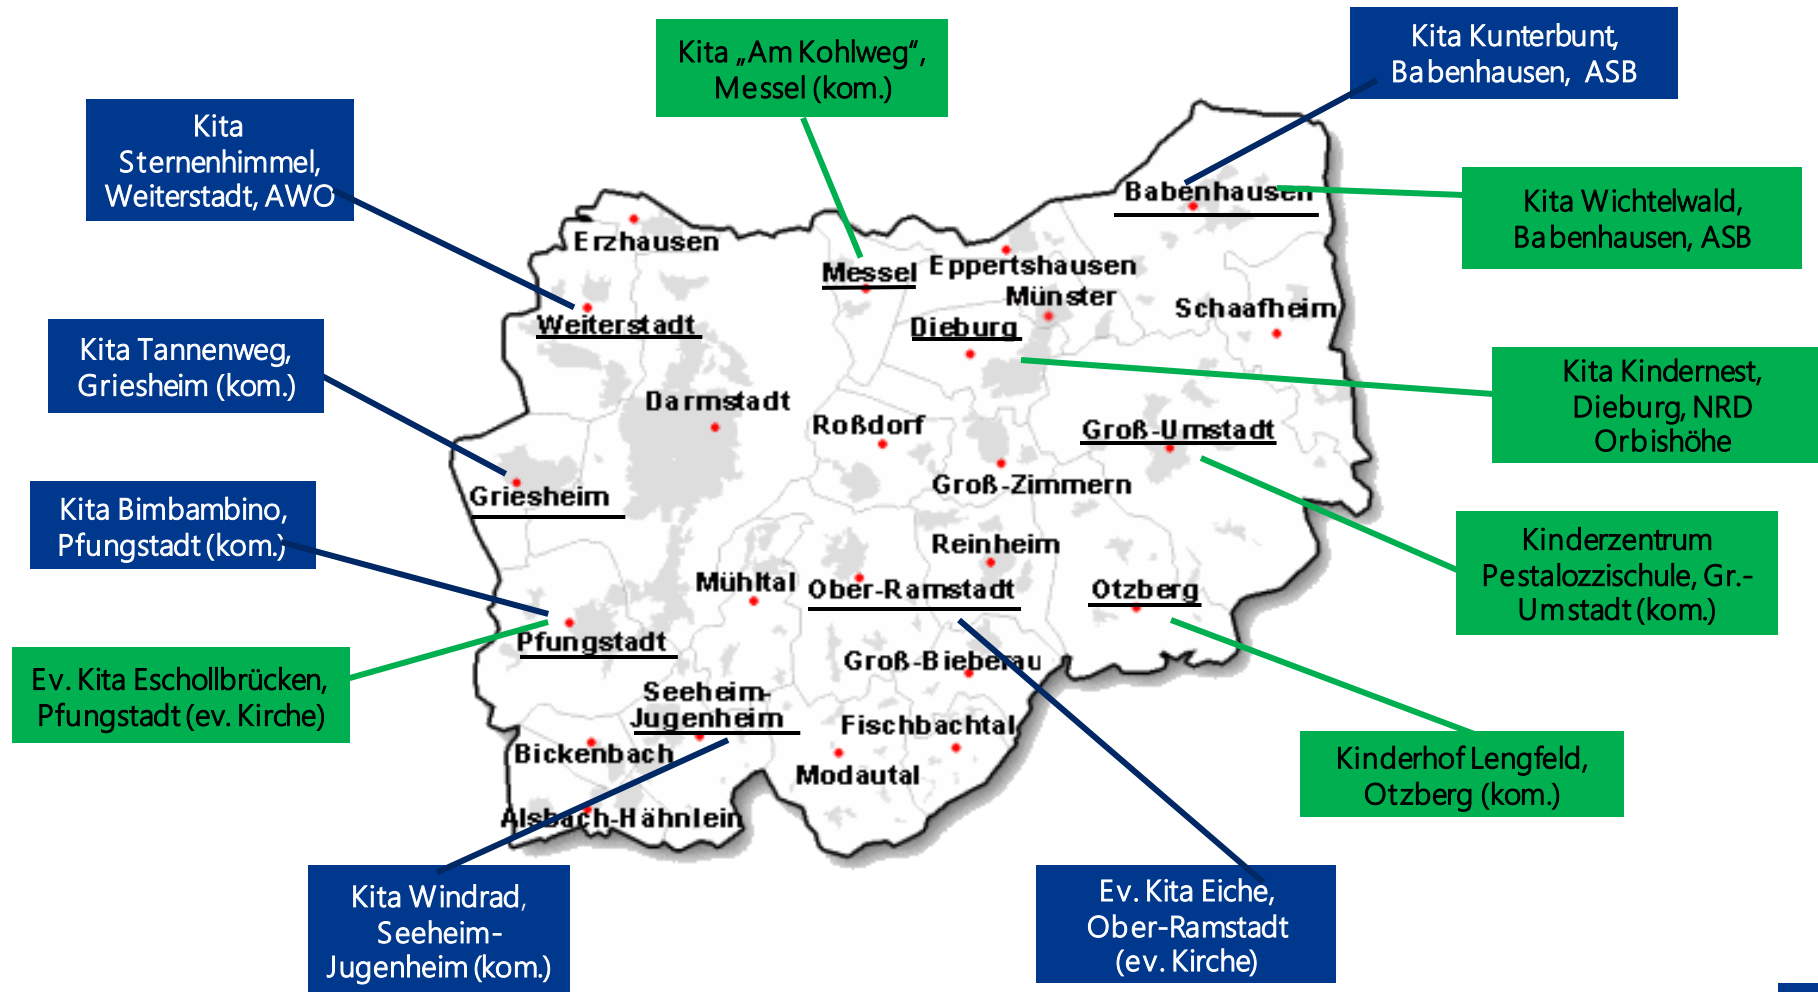 Kita „Am Kohlweg“,
Messel (kom.)
Kita Kunterbunt,
Babenhausen, ASB
Kita
Sternenhimmel,
Weiterstadt, AWO
Kita Wichtelwald,
Babenhausen, ASB
Kita Tannenweg,
Griesheim (kom.)
Kita Kindernest,
Dieburg, NRD
Orbishöhe
Kita Bimbambino,
Pfungstadt (kom.)
Kinderzentrum
Pestalozzischule, Gr.-
Umstadt (kom.)
Ev. Kita Eschollbrücken,
Pfungstadt (ev. Kirche)
Kinderhof Lengfeld,
Otzberg (kom.)
Kita Windrad,
Seeheim-
Jugenheim (kom.)
Ev. Kita Eiche,
Ober-Ramstadt
(ev. Kirche)
Babenhausen
Erzhausen
Eppertshausen
Messel
Münster
Schaafheim
Weiterstadt
Dieburg
Darmstadt
Roßdorf
Groß-Umstadt
Groß-Zimmern
Griesheim
Reinheim
Mühltal
Ober-Ramstadt
Otzberg
Pfungstadt
Groß-Bieberau
Seeheim-
Jugenheim
Fischbachtal
Bickenbach
Modautal
Alsbach-Hähnlein